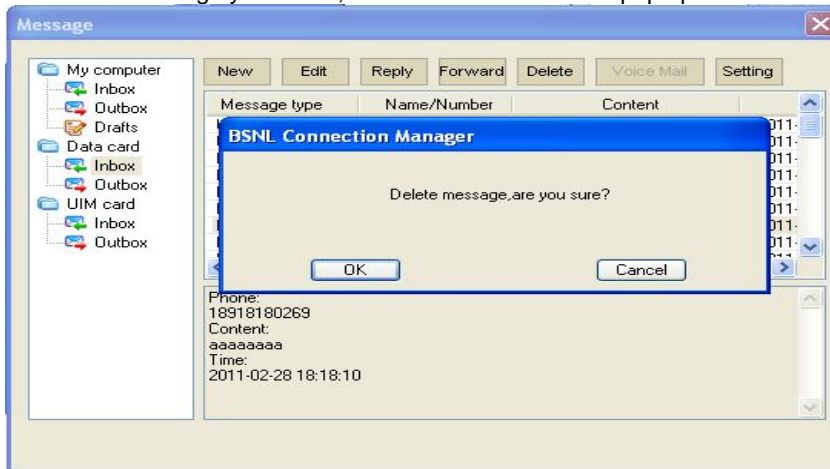 Message
My computer
Inbox
Outbox
Drafts
Data card
Inbox
Outbox
UIM card
Inbox
Outbox
New Edit Reply Forward Delete Voice Mail Setting
Message type Name/Number Content
BSNL Connection Manager
Delete message,are you sure?
OK Cancel
Phone:
18918180269
Content:
aaaaaaaa
Time:
2011-02-28 18:18:10